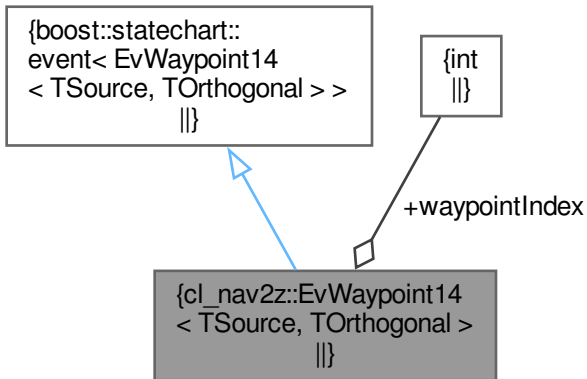 {boost::statechart::
event< EvWaypoint14
< TSource, TOrthogonal > >
||}
{int
||}
+waypointIndex
{cl_nav2z::EvWaypoint14
< TSource, TOrthogonal >
||}